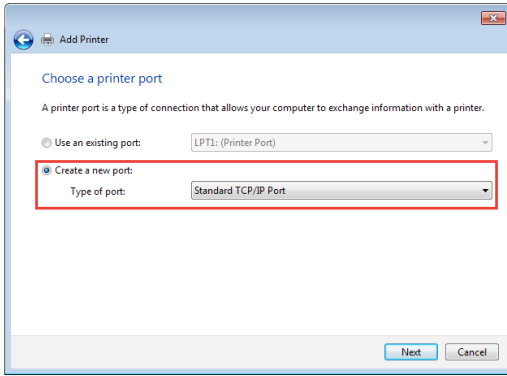 Add Printer
Choose a printer port
A printer port is a type of connection that allows your computer to exchange information with a printer.
Use an existing port: LPT1: (Printer Port)
Create a new port:
Type of port: Standard TCP/IP Port
Next Cancel